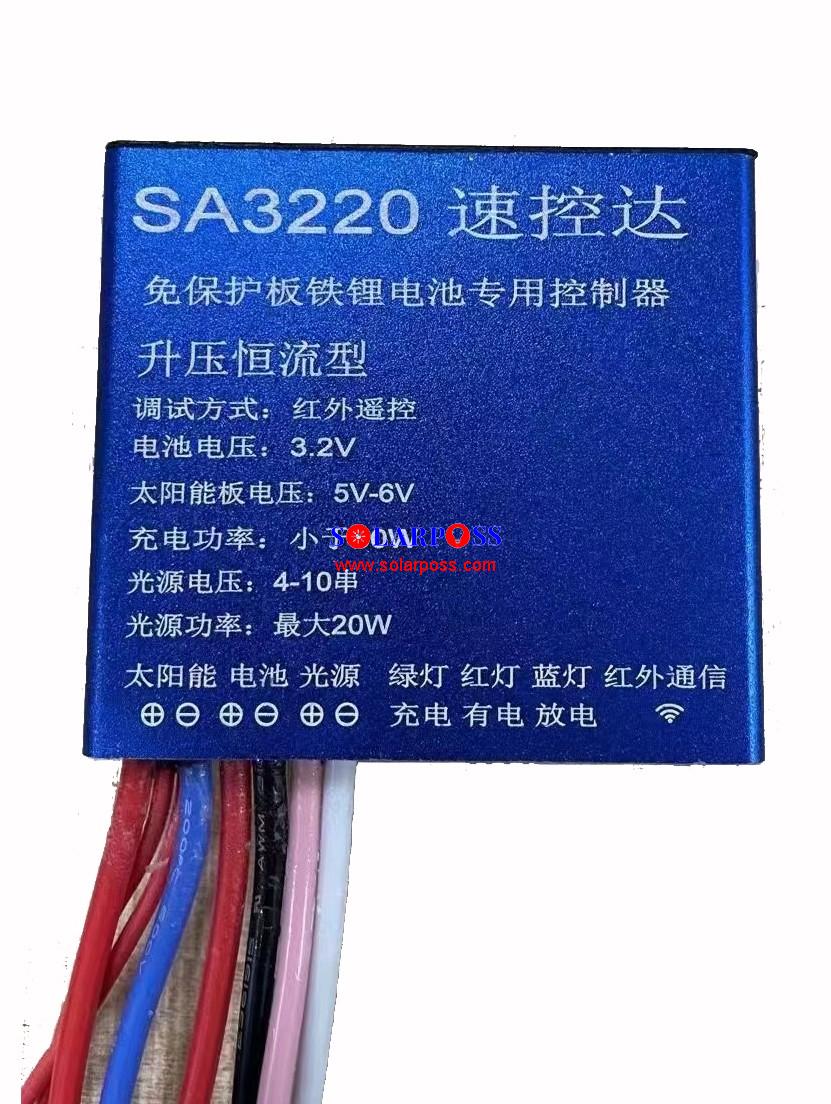 SA3220 速控达
免保护板铁锂电池专用控制器
升压恒流型
调试方式：红外遥控
电池电压：3.2V
太阳能板电压：5V-6V
充电功率：小于
SOLARPOSS
www.solarposs.com
光源电压：4-10串
光源功率：最大20W
太阳能 电池 光源 绿灯 红灯 蓝灯 红外通信
⊕⊖ ⊕⊖ ⊕⊖ 充电 有电 放电